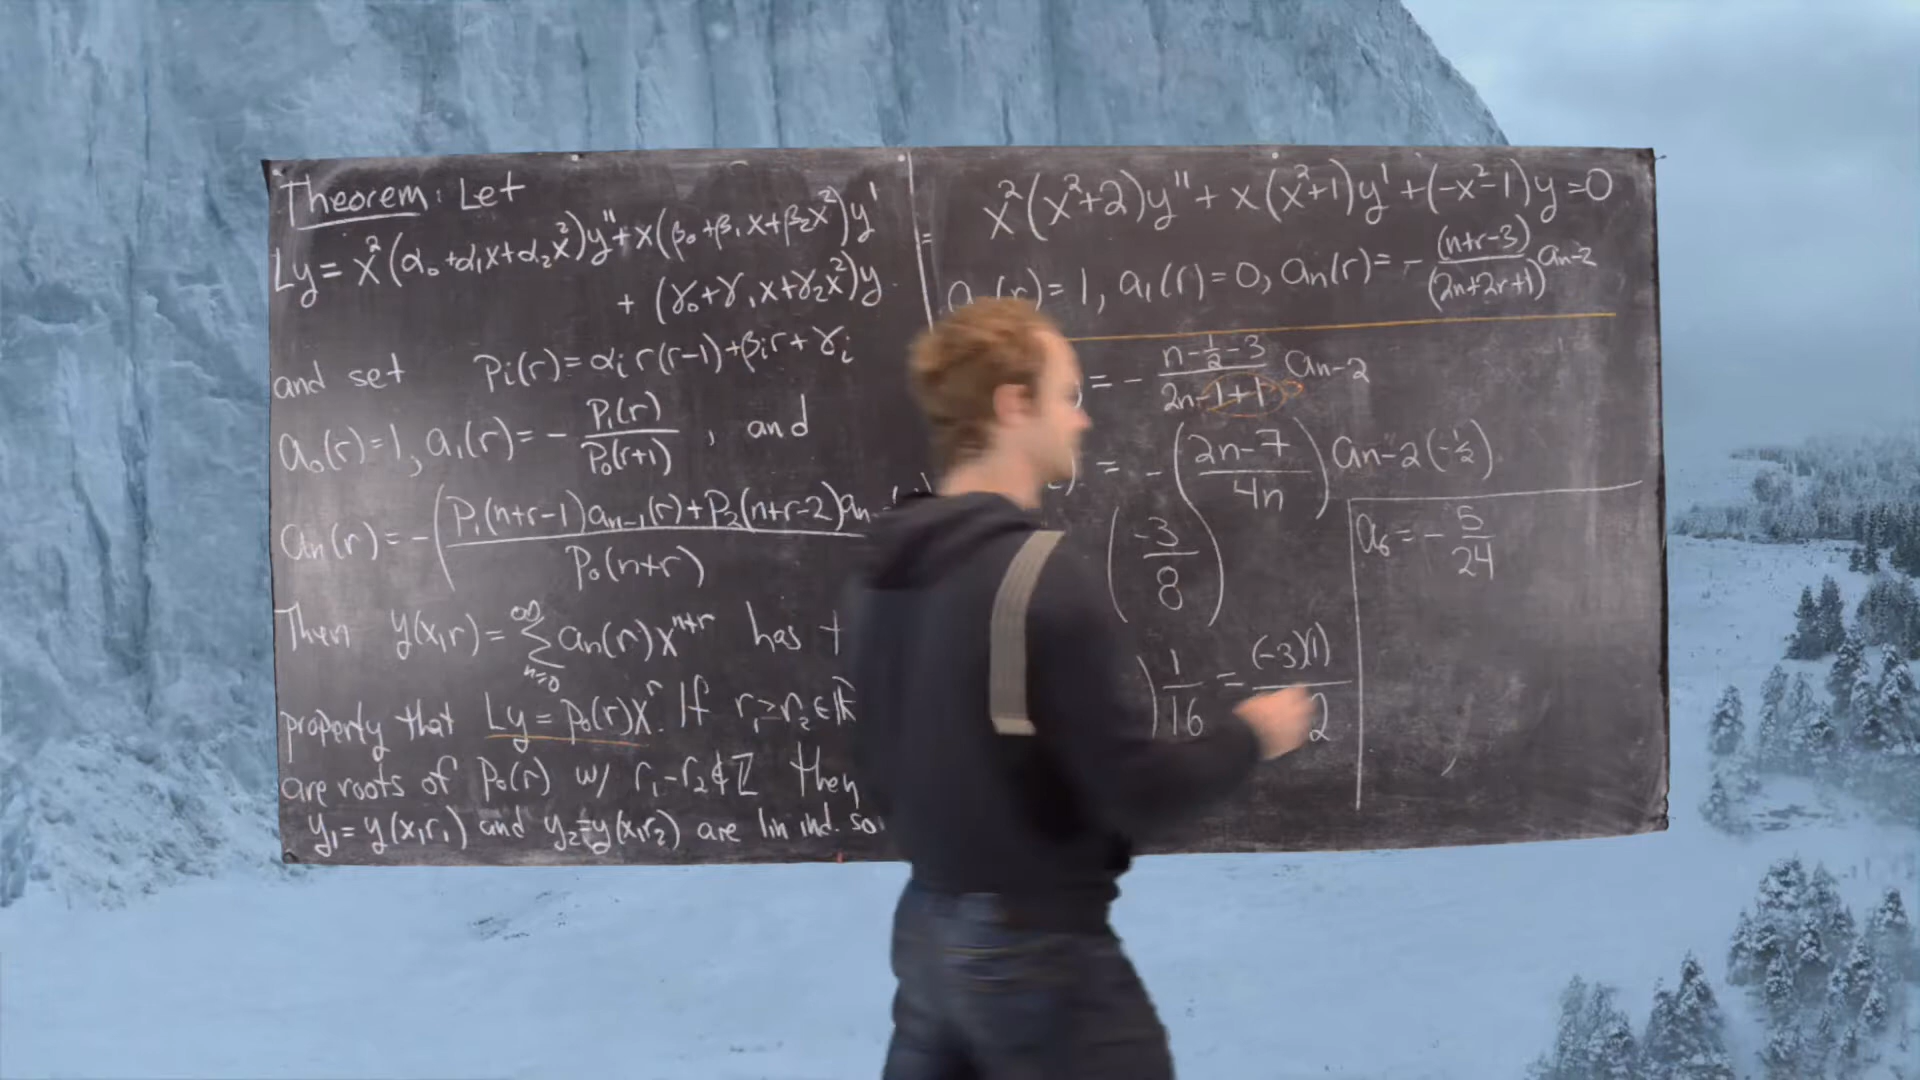 Theorem: Let
Ly = x²(α₀+α₁x+α₂x²)y''+x(β₀+β₁x+β₂x²)y'
+ (γ₀+γ₁x+γ₂x²)y
and set Pi(r)=αi r(r-1)+βir+γi
a₀(r)=1, a₁(r)= - P₁(r)/P₀(r+1) , and
an(r)=-(P₁(n+r-1)an-1(r)+P₂(n+r-2)an-
P₀(n+r)
Then y(x,r)= ∞∑n=0 an(r)x^n+r has
property that Ly=p₀(r)x^r. If r₁≥r₂∈ℝ
are roots of P₀(r) w/ r₁-r₂∉ℤ then
y₁=y(x,r₁) and y₂=y(x,r₂) are lin ind. so
x²(x²+2)y''+x(x²+1)y'+(-x²-1)y=0
a₀(r)=1, a₁(r)=0, an(r)= - (n+r-3)/(2n+2r+1) an-2
) = - n-½-3/2n-1+1 an-2
) = -(2n-7/4n) an-2(-½)
(-3/8)
) 1/16 = (-3)(1)
2
a₆= - 5/24